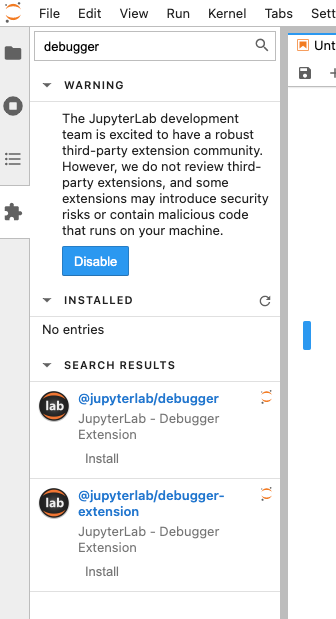 File Edit View Run Kernel Tabs Sett
debugger
Unt
WARNING
The JupyterLab development
team is excited to have a robust
third-party extension community.
However, we do not review third-
party extensions, and some
extensions may introduce security
risks or contain malicious code
that runs on your machine.
Disable
INSTALLED
No entries
SEARCH RESULTS
lab
@jupyterlab/debugger
JupyterLab - Debugger
Extension
Install
lab
@jupyterlab/debugger-
extension
JupyterLab - Debugger
Extension
Install